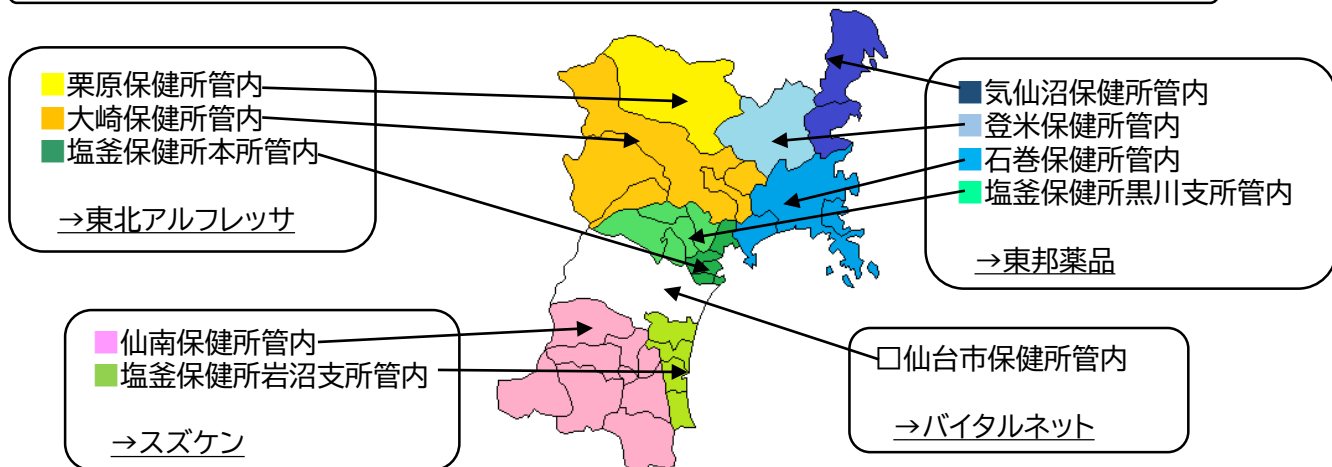 ■栗原保健所管内
■大崎保健所管内
■塩釜保健所本所管内
→東北アルフレッサ
■気仙沼保健所管内
■登米保健所管内
■石巻保健所管内
■塩釜保健所黒川支所管内
→東邦薬品
■仙南保健所管内
■塩釜保健所岩沼支所管内
→スズケン
□仙台市保健所管内
→バイタルネット